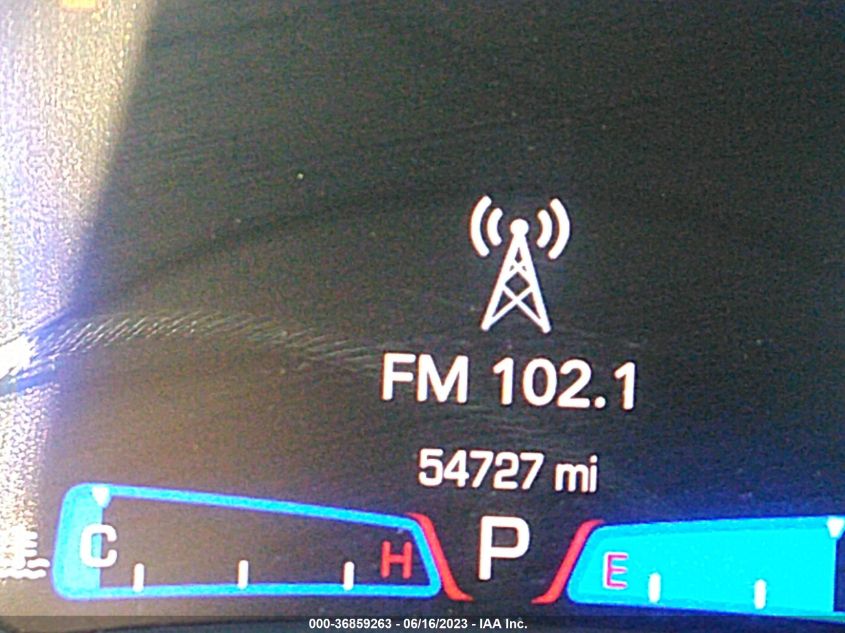 FM 102.1
54727 mi
C H P E
000-36859263 - 06/16/2023 - IAA Inc.